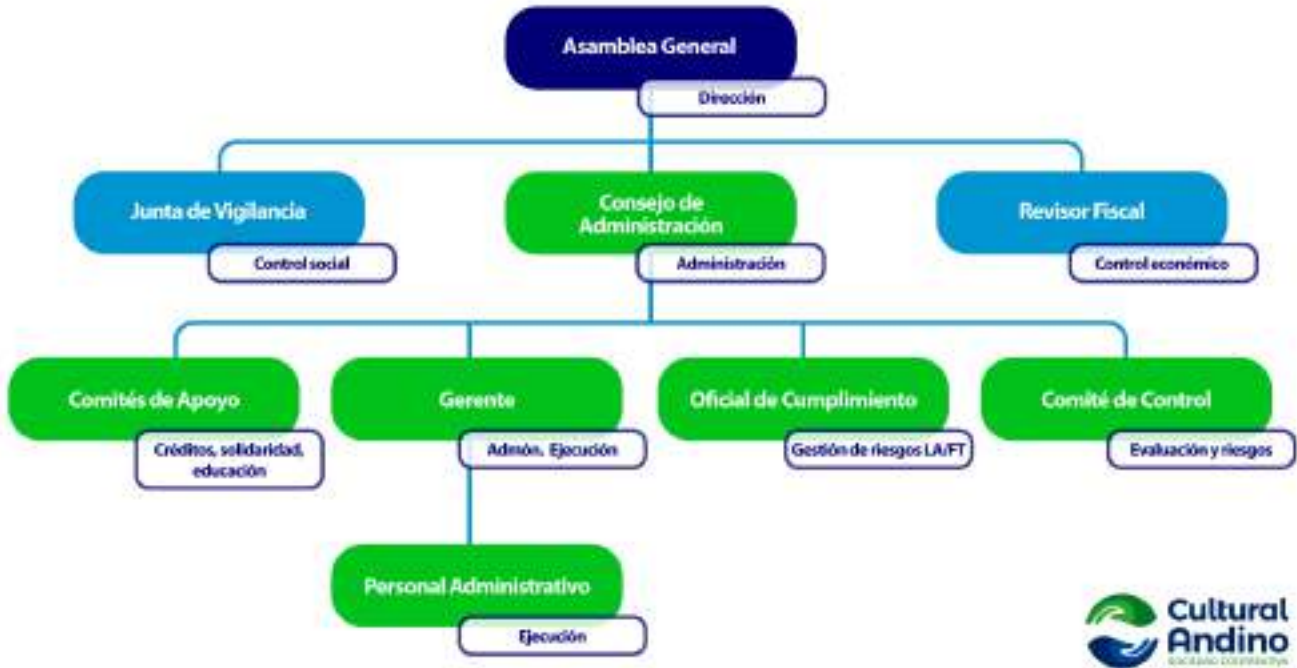 Asamblea General
Dirección
Junta de Vigilancia
Control social
Consejo de
Administración
Administración
Revisor Fiscal
Control económico
Comités de Apoyo
Créditos, solidaridad,
educación
Gerente
Admón. Ejecución
Oficial de Cumplimiento
Gestión de riesgos LA/FT
Comité de Control
Evaluación y riesgos
Personal Administrativo
Ejecución
Cultural
Andino